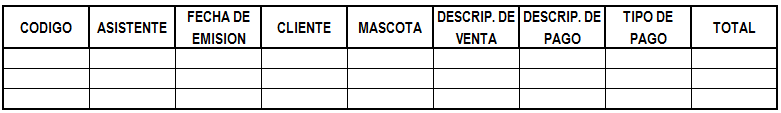 CODIGO
ASISTENTE
FECHA DE
EMISION
CLIENTE
MASCOTA
DESCRIP. DE
VENTA
DESCRIP. DE
PAGO
TIPO DE
PAGO
TOTAL